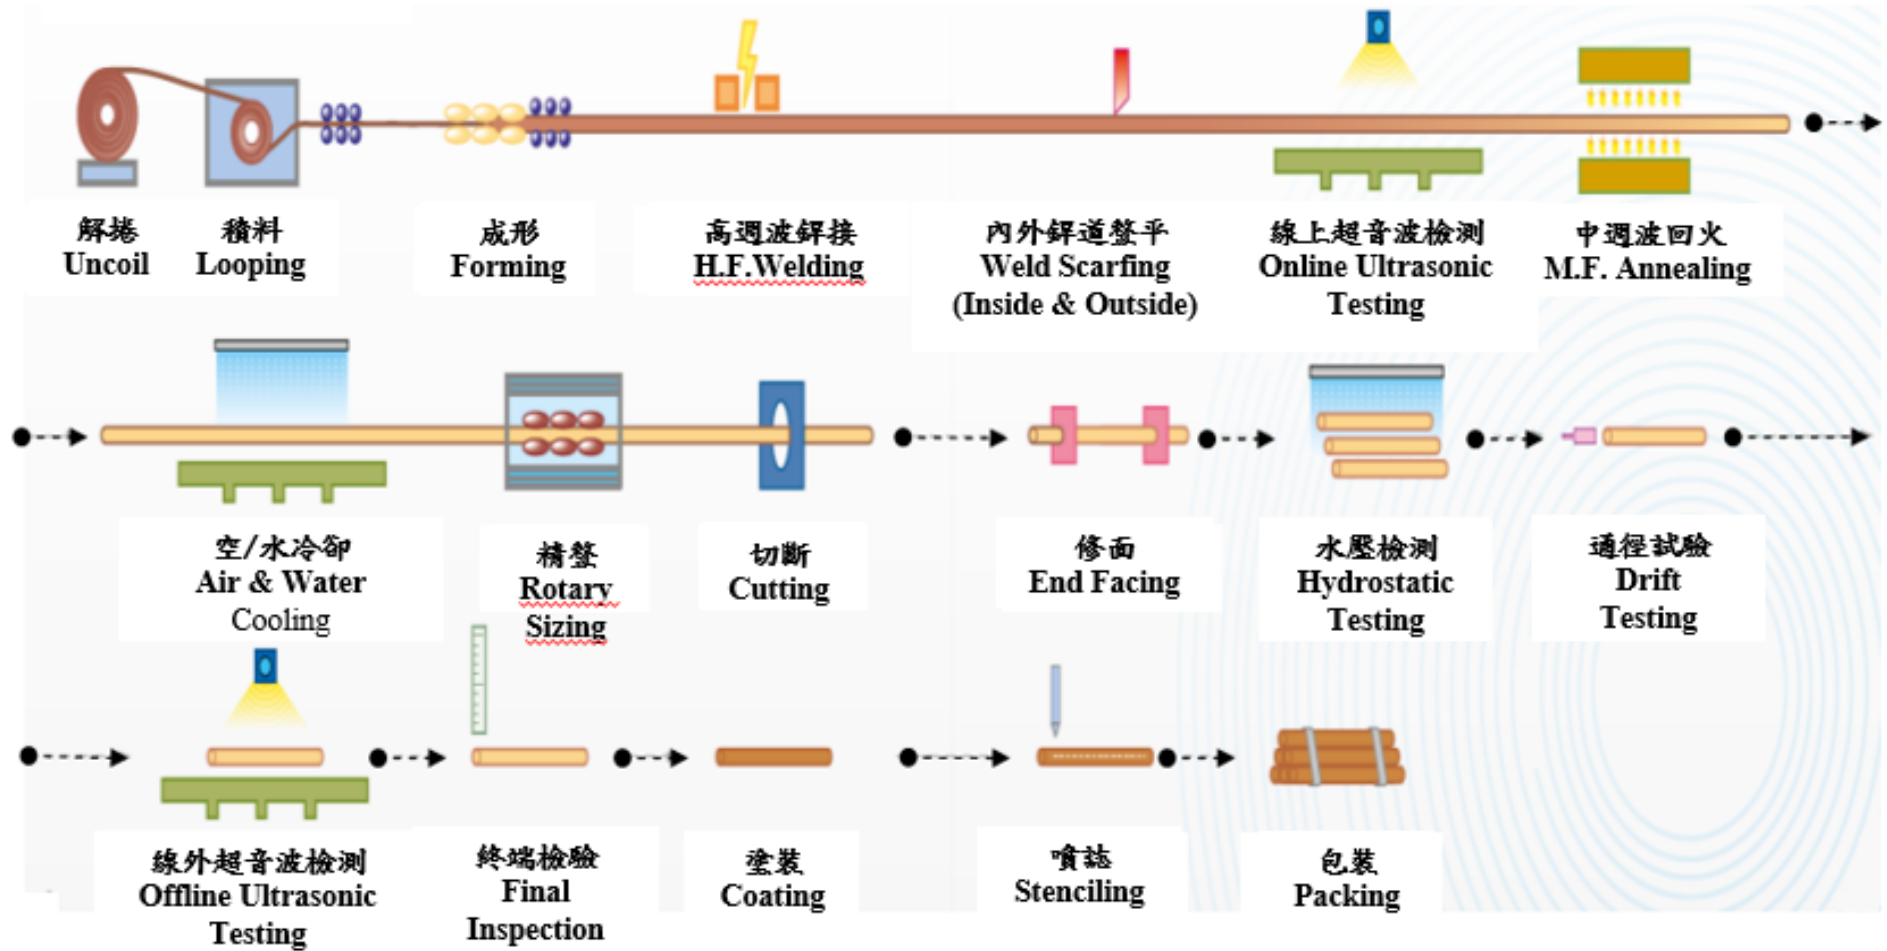 解捲
Uncoil
積料
Looping
成形
Forming
高週波銲接
H.F.Welding
內外銲道整平
Weld Scarfing
(Inside & Outside)
線上超音波檢測
Online Ultrasonic
Testing
中週波回火
M.F. Annealing
空/水冷卻
Air & Water
Cooling
精整
Rotary
Sizing
切斷
Cutting
修面
End Facing
水壓檢測
Hydrostatic
Testing
通徑試驗
Drift
Testing
線外超音波檢測
Offline Ultrasonic
Testing
終端檢驗
Final
Inspection
塗裝
Coating
噴誌
Stenciling
包裝
Packing